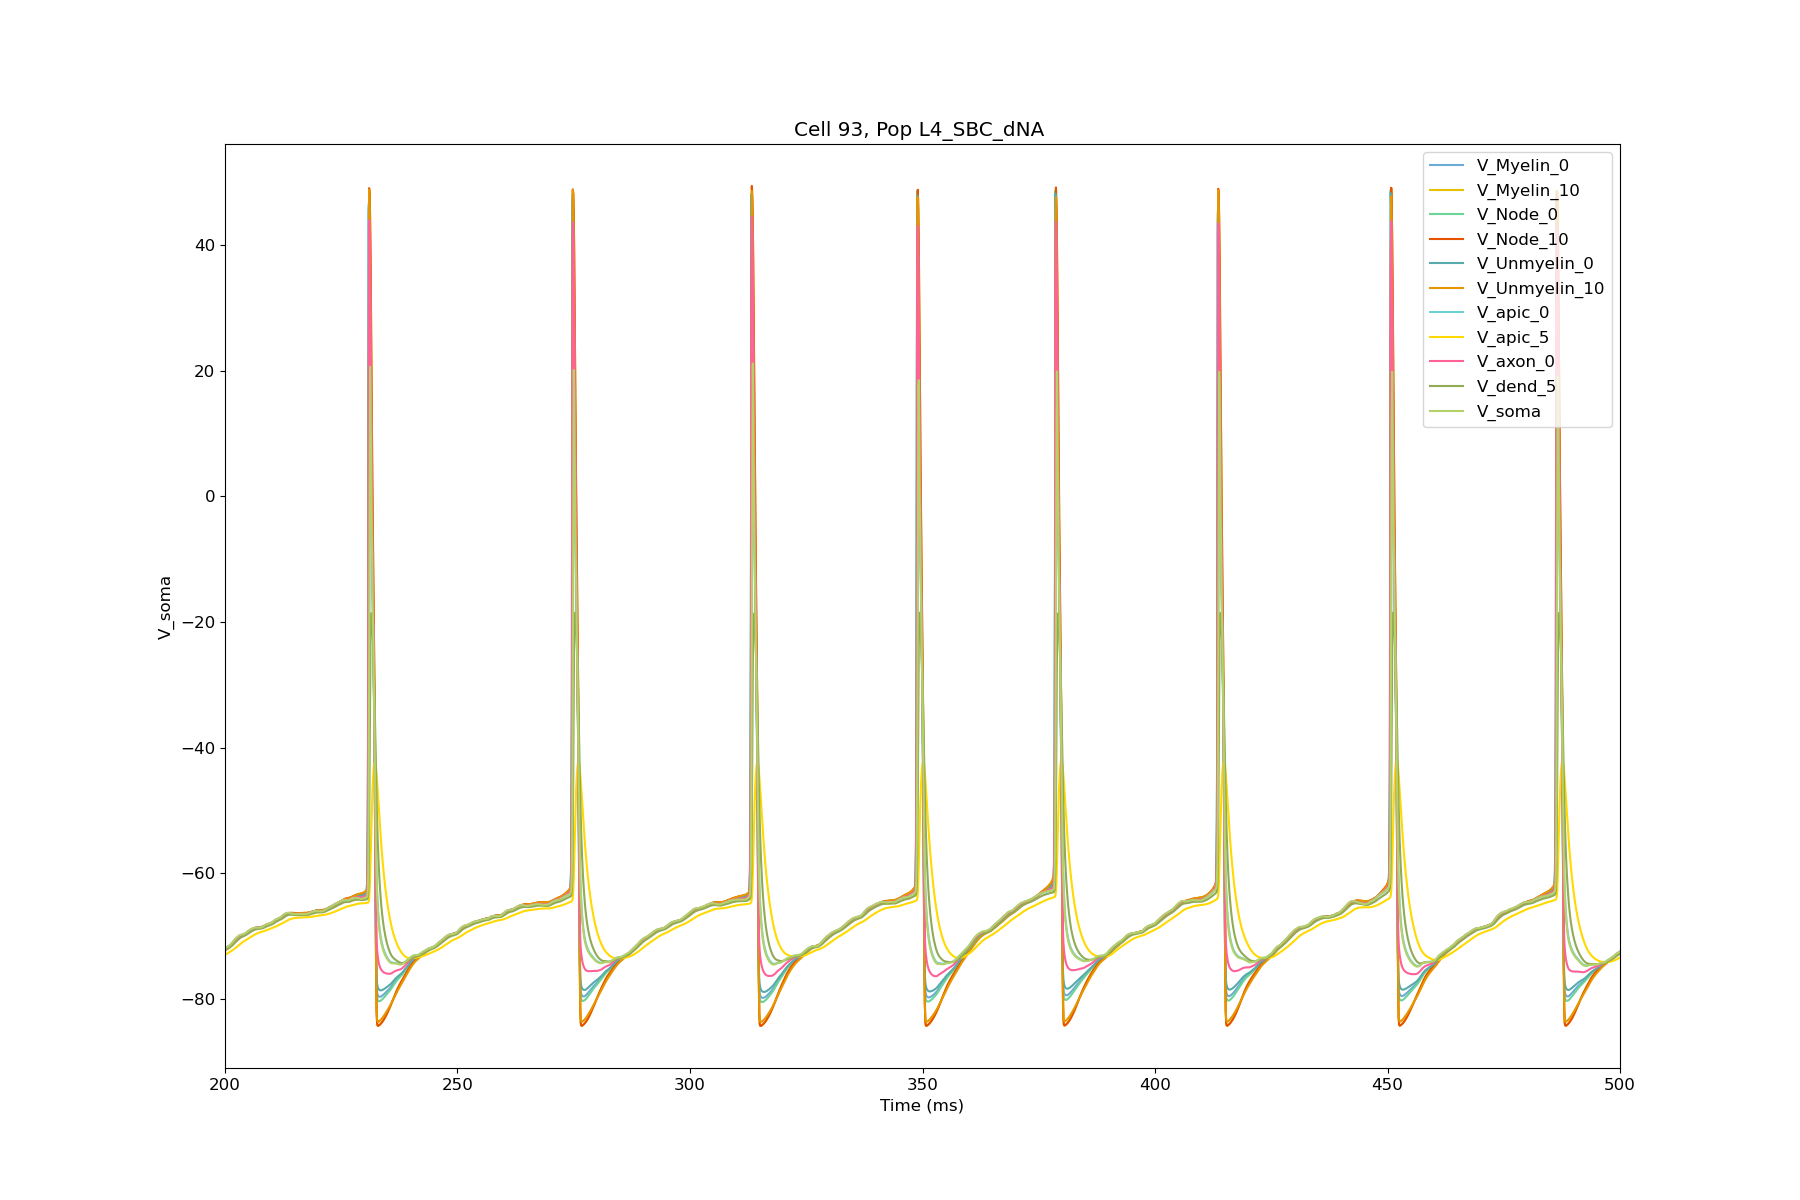 Cell 93, Pop L4_SBC_dNA
V_Myelin_0
V_Myelin_10
V_Node_0
V_Node_10
V_Unmyelin_0
V_Unmyelin_10
V_apic_0
V_apic_5
V_axon_0
V_dend_5
V_soma
40
20
0
−20
−40
−60
−80
V_soma
200 250 300 350 400 450 500
Time (ms)